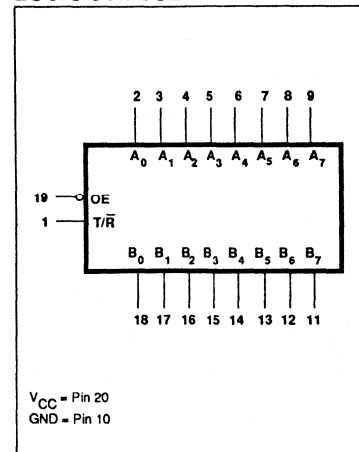 2 3 4 5 6 7 8 9
A0 A1 A2 A3 A4 A5 A6 A7
19 OE
1 T/R̅
B0 B1 B2 B3 B4 B5 B6 B7
18 17 16 15 14 13 12 11
VCC = Pin 20
GND = Pin 10